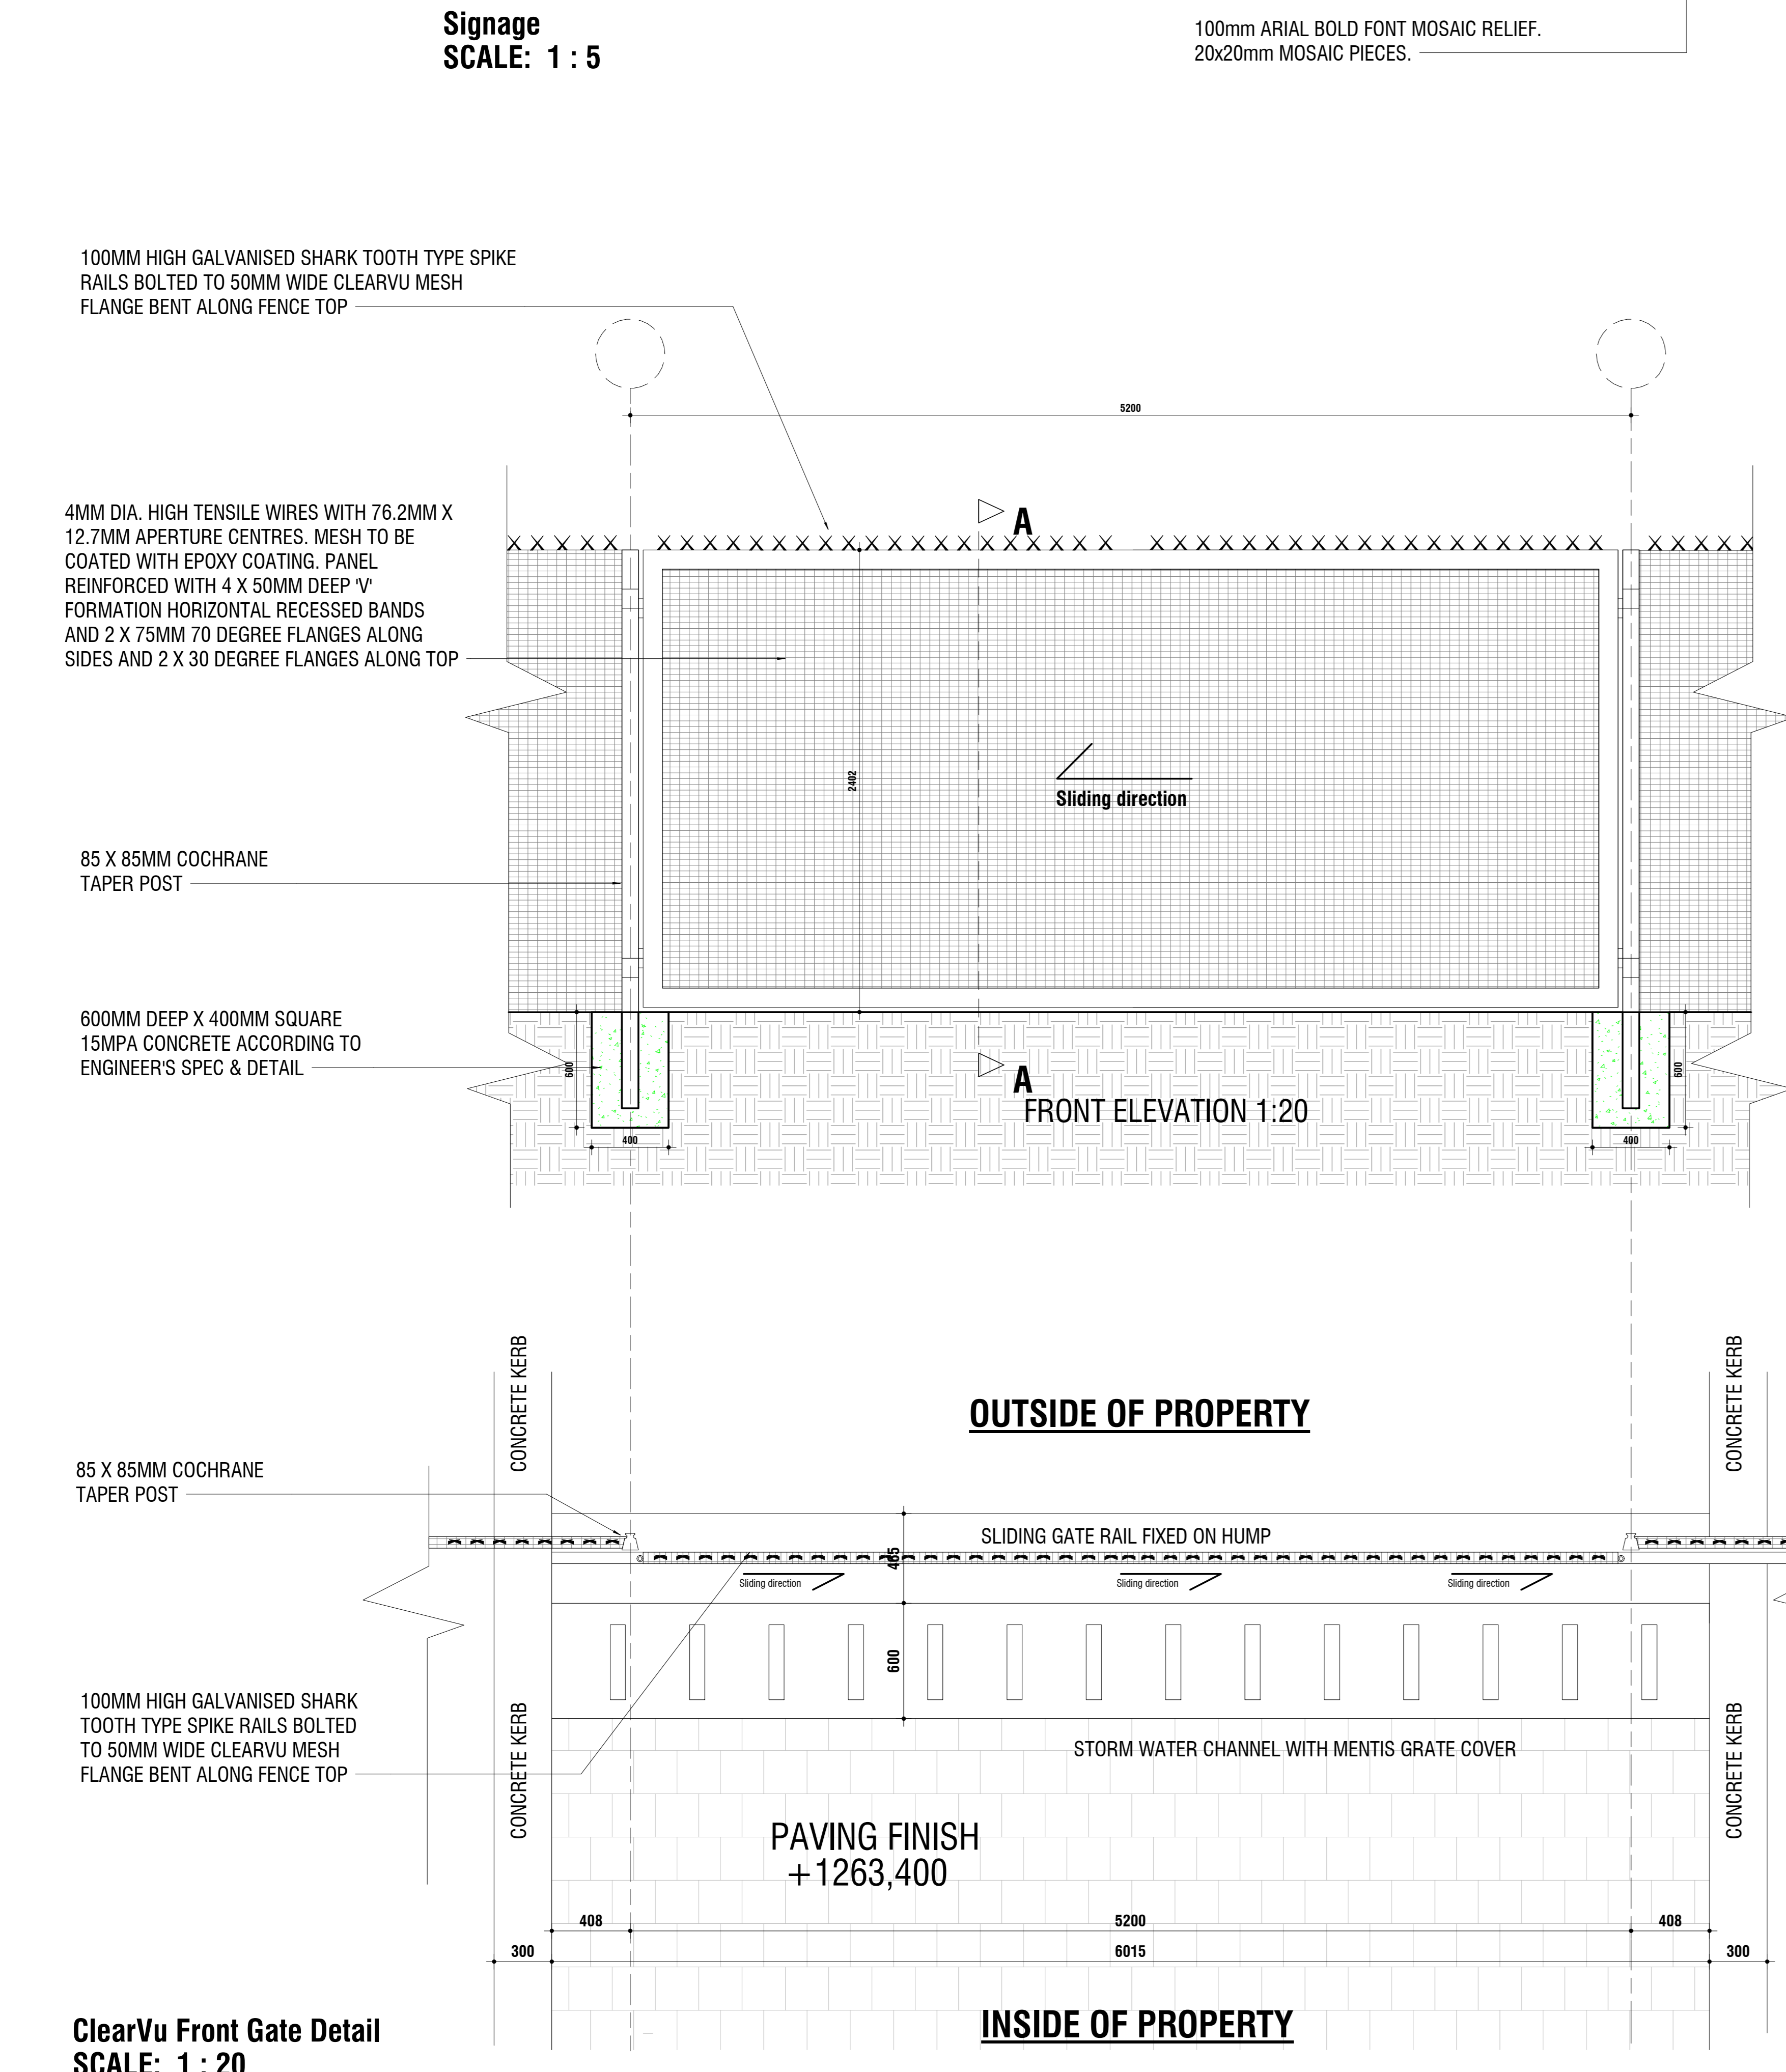 Signage
SCALE: 1 : 5
100mm ARIAL BOLD FONT MOSAIC RELIEF.
20x20mm MOSAIC PIECES.
100MM HIGH GALVANISED SHARK TOOTH TYPE SPIKE
RAILS BOLTED TO 50MM WIDE CLEARVU MESH
FLANGE BENT ALONG FENCE TOP
5200
4MM DIA. HIGH TENSILE WIRES WITH 76.2MM X
12.7MM APERTURE CENTRES. MESH TO BE
COATED WITH EPOXY COATING. PANEL
REINFORCED WITH 4 X 50MM DEEP 'V'
FORMATION HORIZONTAL RECESSED BANDS
AND 2 X 75MM 70 DEGREE FLANGES ALONG
SIDES AND 2 X 30 DEGREE FLANGES ALONG TOP
A
2402
Sliding direction
85 X 85MM COCHRANE
TAPER POST
600MM DEEP X 400MM SQUARE
15MPA CONCRETE ACCORDING TO
ENGINEER'S SPEC & DETAIL
600
400
A
FRONT ELEVATION 1:20
600
400
CONCRETE KERB
CONCRETE KERB
OUTSIDE OF PROPERTY
85 X 85MM COCHRANE
TAPER POST
SLIDING GATE RAIL FIXED ON HUMP
465
Sliding direction
Sliding direction
Sliding direction
600
100MM HIGH GALVANISED SHARK
TOOTH TYPE SPIKE RAILS BOLTED
TO 50MM WIDE CLEARVU MESH
FLANGE BENT ALONG FENCE TOP
CONCRETE KERB
CONCRETE KERB
STORM WATER CHANNEL WITH MENTIS GRATE COVER
PAVING FINISH
+1263,400
408
5200
408
300
6015
300
INSIDE OF PROPERTY
ClearVu Front Gate Detail
SCALE: 1 : 20